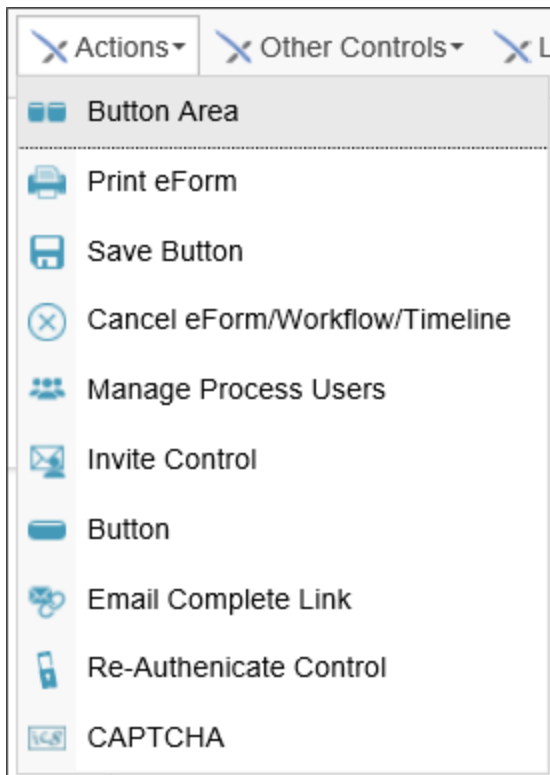 Actions Other Controls L
Button Area
Print eForm
Save Button
Cancel eForm/Workflow/Timeline
Manage Process Users
Invite Control
Button
Email Complete Link
Re-Authenicate Control
CAPTCHA